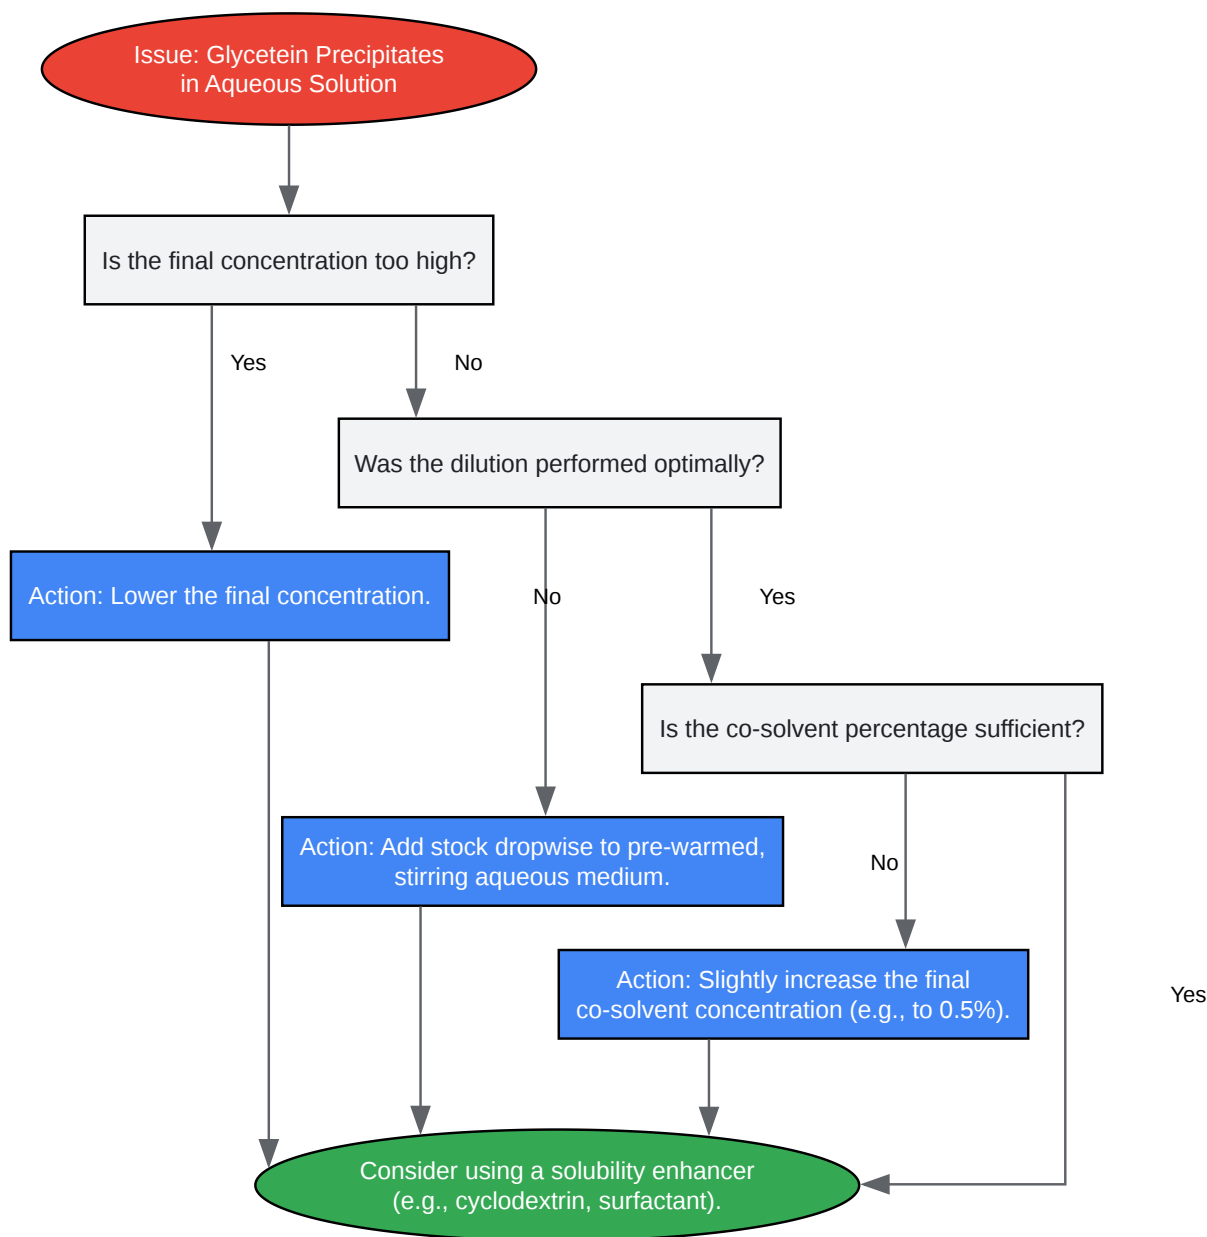 Issue: Glycetein Precipitates
in Aqueous Solution
Is the final concentration too high?
Yes
No
Was the dilution performed optimally?
Action: Lower the final concentration.
No
Yes
Is the co-solvent percentage sufficient?
Action: Add stock dropwise to pre-warmed,
stirring aqueous medium.
No
Action: Slightly increase the final
co-solvent concentration (e.g., to 0.5%).
Yes
Consider using a solubility enhancer
(e.g., cyclodextrin, surfactant).